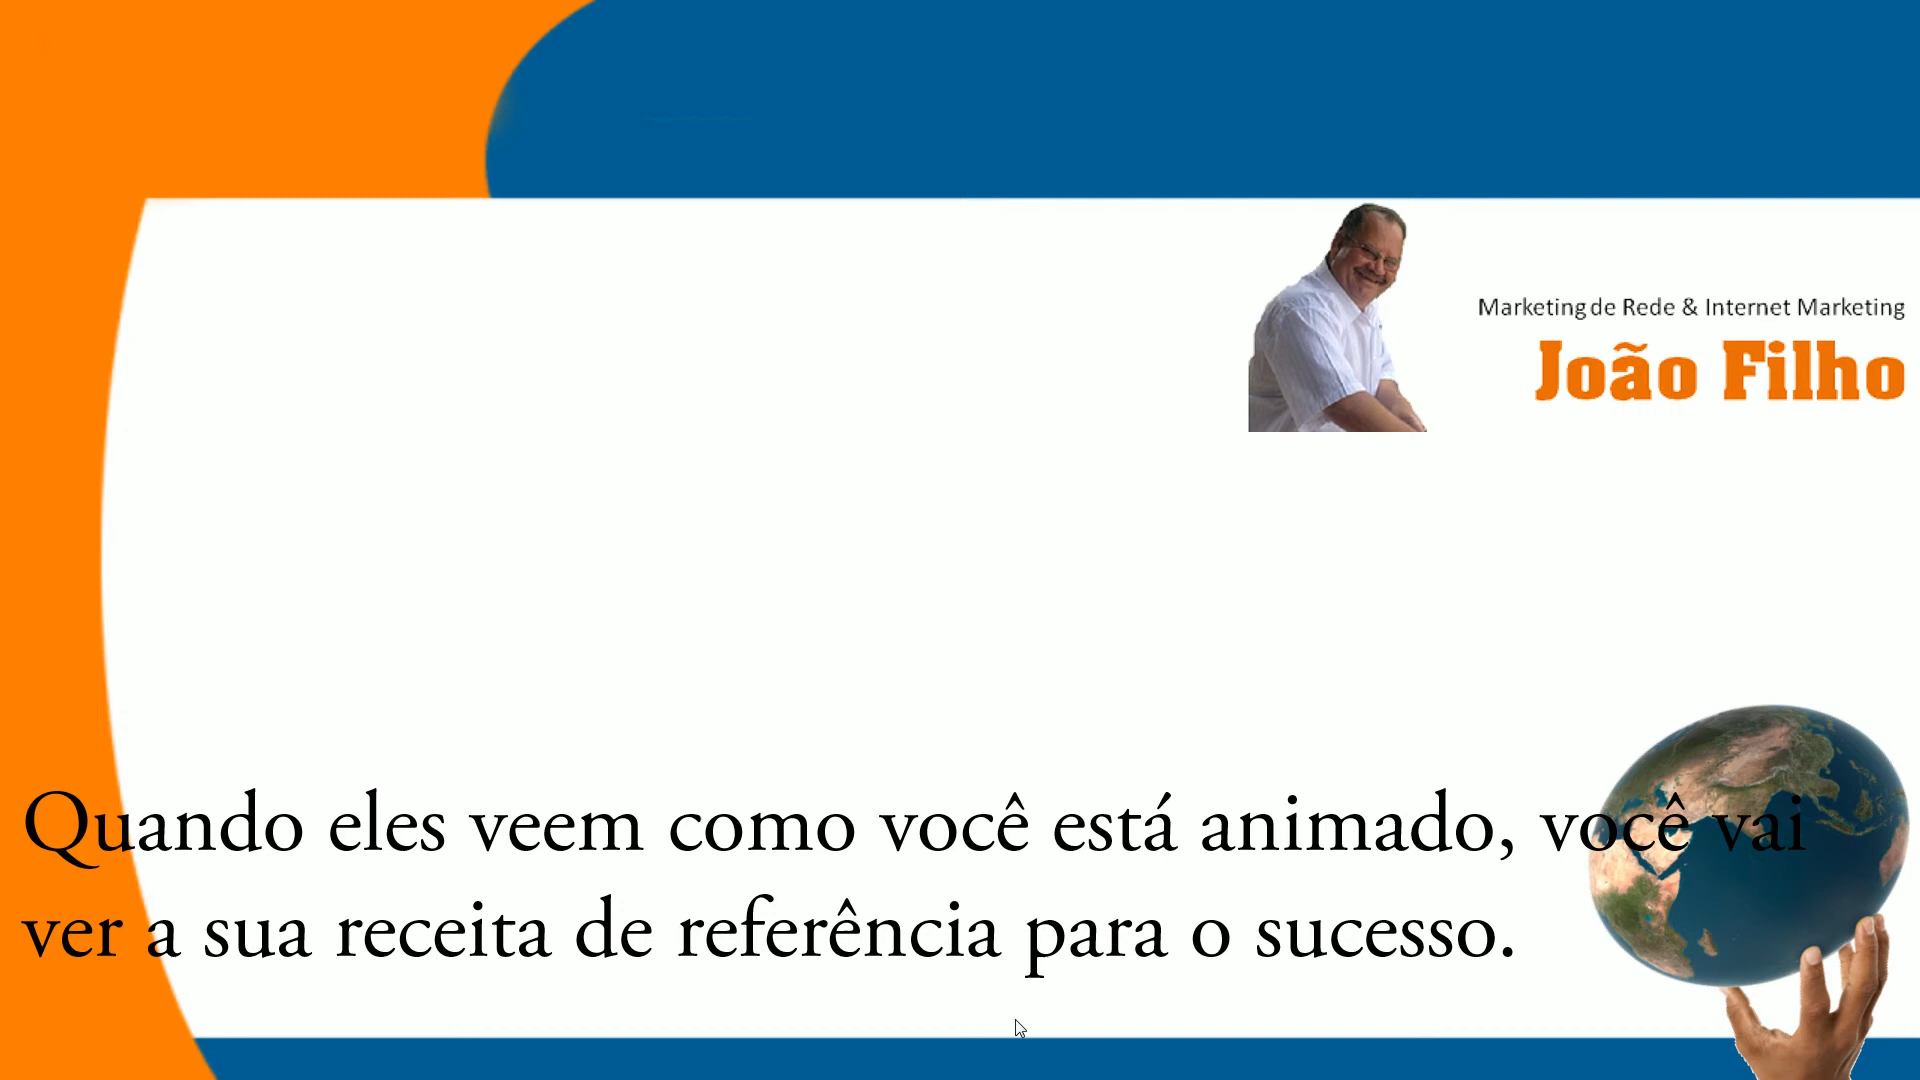 Marketing de Rede & Internet Marketing
João Filho
Quando eles veem como você está animado, você vai
ver a sua receita de referência para o sucesso.